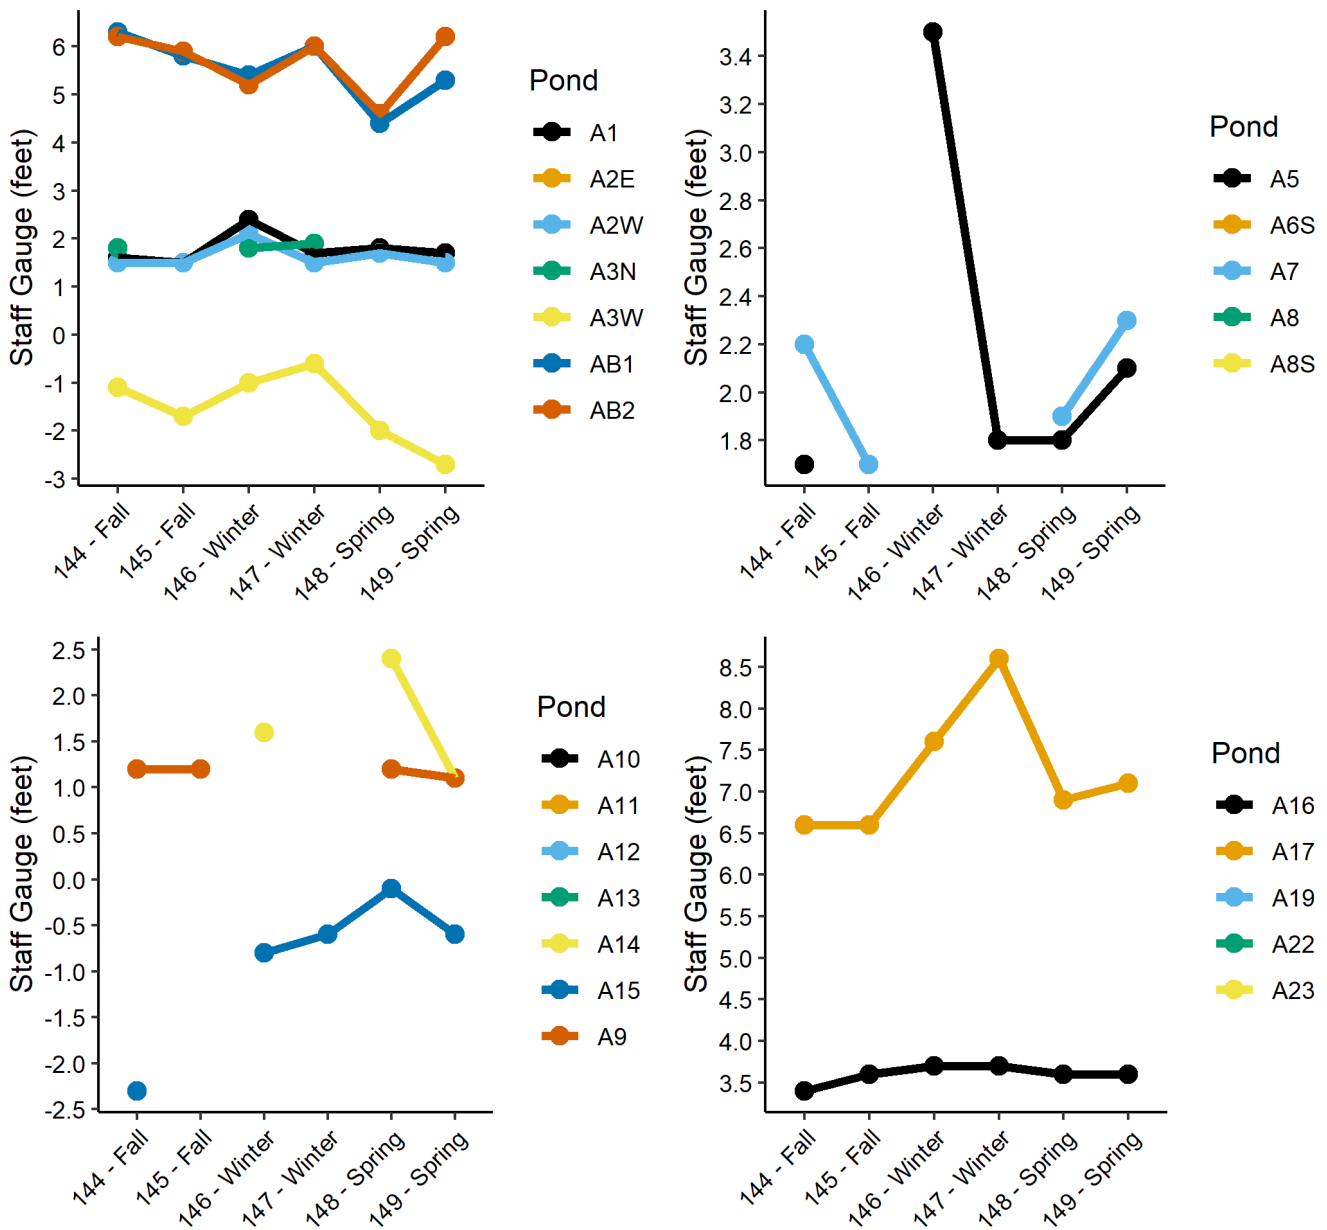 Staff Gauge (feet)
6
5
4
3
2
1
0
-1
-2
-3
144 - Fall
145 - Fall
146 - Winter
147 - Winter
148 - Spring
149 - Spring
Pond
A1
A2E
A2W
A3N
A3W
AB1
AB2
Staff Gauge (feet)
3.4
3.2
3.0
2.8
2.6
2.4
2.2
2.0
1.8
144 - Fall
145 - Fall
146 - Winter
147 - Winter
148 - Spring
149 - Spring
Pond
A5
A6S
A7
A8
A8S
Staff Gauge (feet)
2.5
2.0
1.5
1.0
0.5
0.0
-0.5
-1.0
-1.5
-2.0
-2.5
144 - Fall
145 - Fall
146 - Winter
147 - Winter
148 - Spring
149 - Spring
Pond
A10
A11
A12
A13
A14
A15
A9
Staff Gauge (feet)
8.5
8.0
7.5
7.0
6.5
6.0
5.5
5.0
4.5
4.0
3.5
144 - Fall
145 - Fall
146 - Winter
147 - Winter
148 - Spring
149 - Spring
Pond
A16
A17
A19
A22
A23